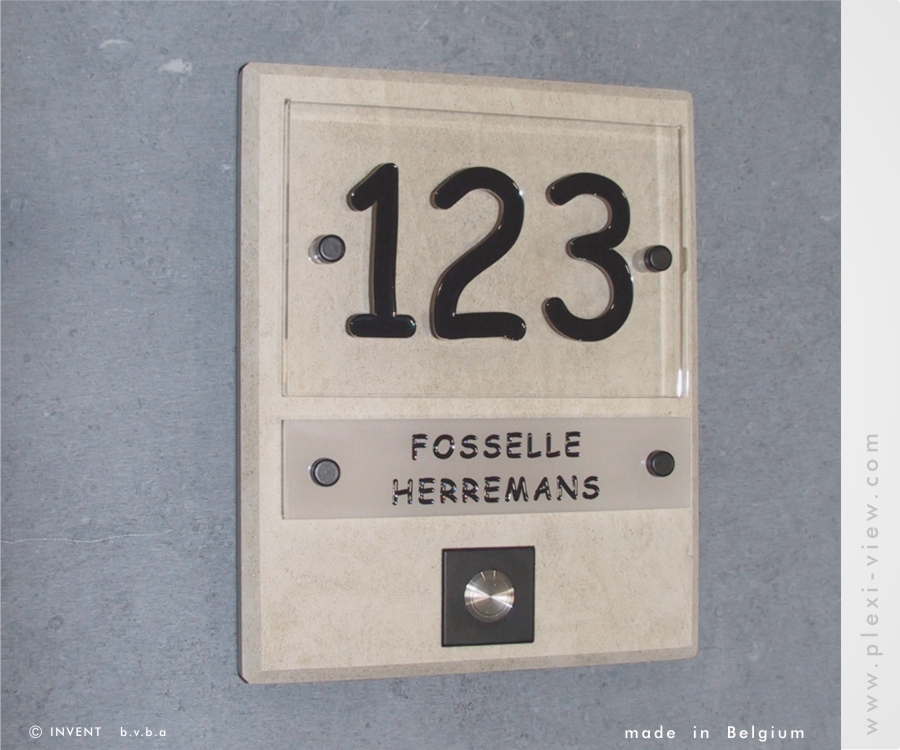 123
FOSSELLE
HERREMANS
© INVENT b.v.b.a
made in Belgium
www.plexi-view.com